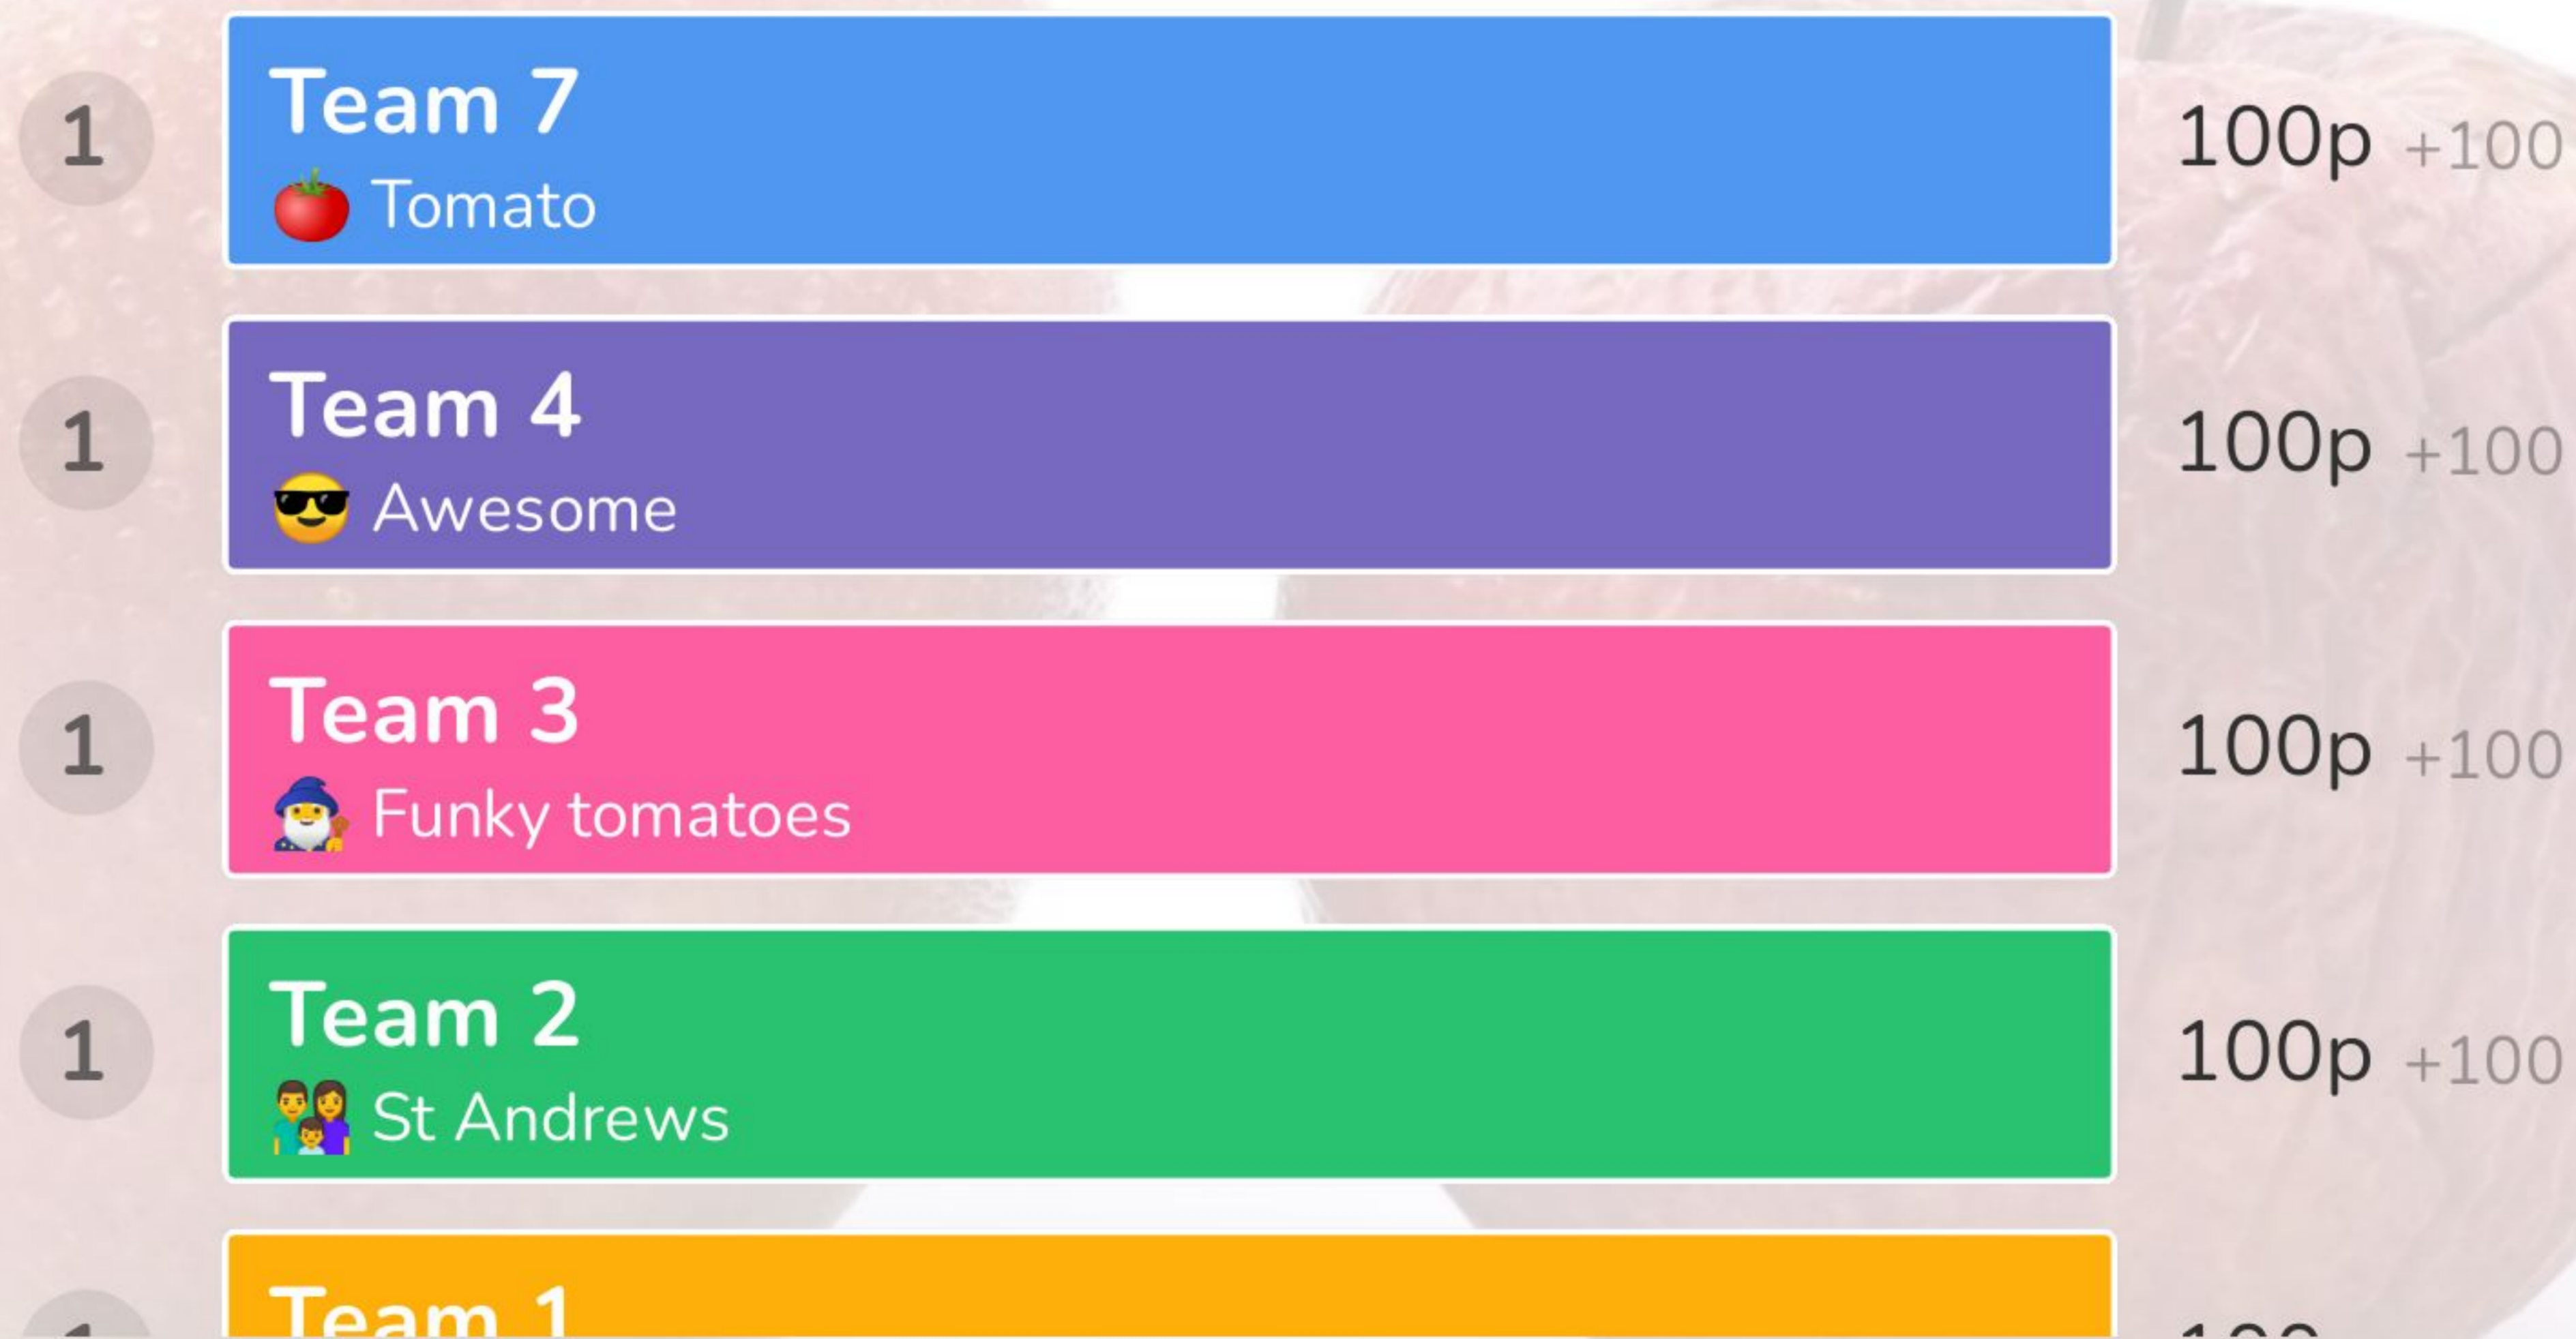 1
Team 7
🍅 Tomato
100p +100
1
Team 4
😎 Awesome
100p +100
1
Team 3
🧙‍♂️ Funky tomatoes
100p +100
1
Team 2
👨‍👩‍👦 St Andrews
100p +100
Team 1